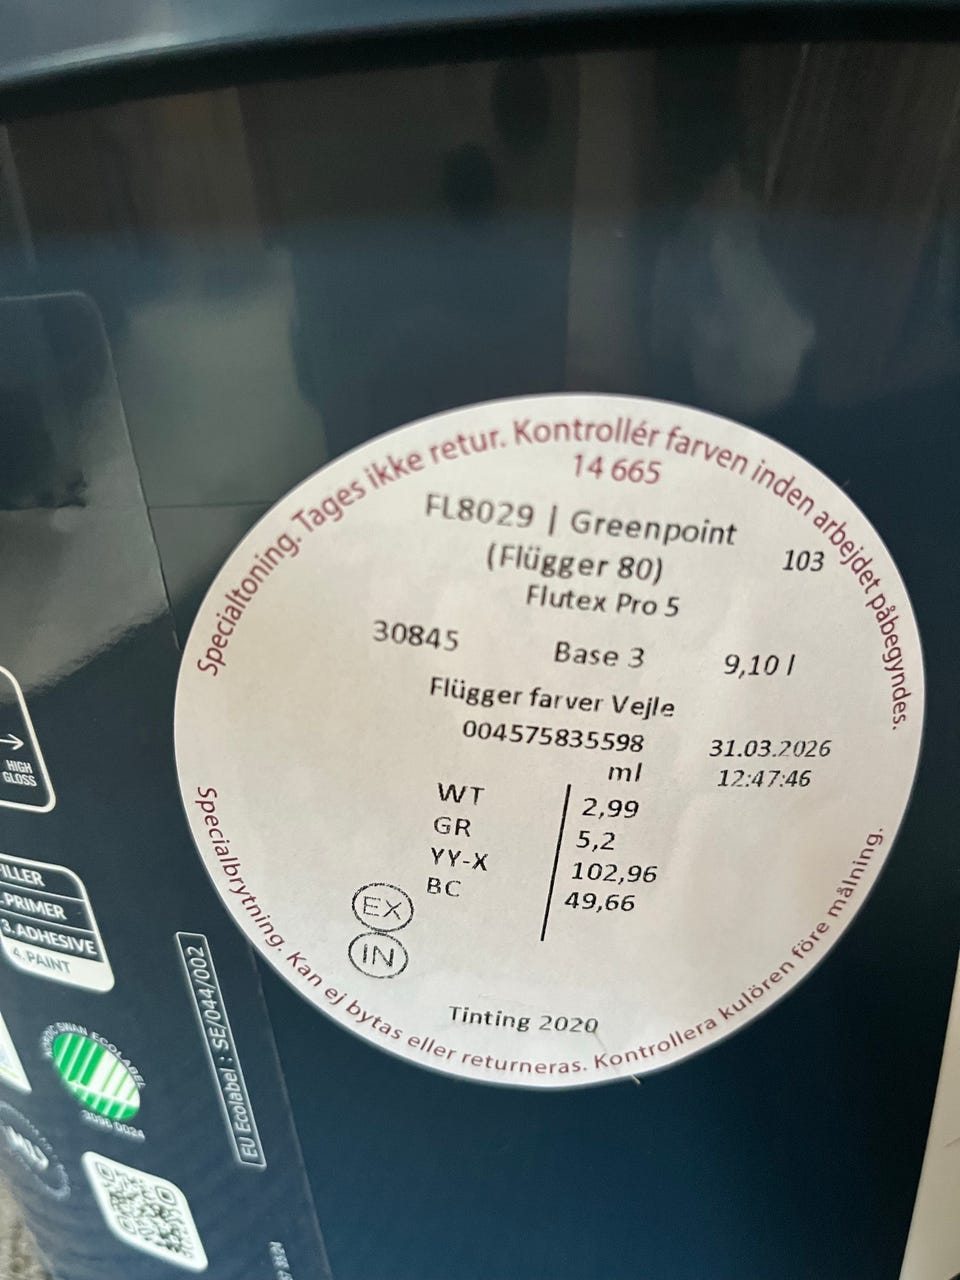 Specialtoning. Tages ikke retur. Kontrollér farven inden arbejdet påbegyndes.
14 665
FL8029 | Greenpoint
(Flügger 80)
103
Flutex Pro 5
30845 Base 3 9,10 l
Flügger farver Vejle
004575835598 31.03.2026
ml 12:47:46
WT 2,99
GR 5,2
YY-X 102,96
BC 49,66
EX
IN
Tinting 2020
Specialbrytning. Kan ej bytas eller returneras. Kontrollera kulören före målning.
HIGH
GLOSS
FILLER
PRIMER
3.ADHESIVE
4.PAINT
EU Ecolabel : SE/044/002
SWAN ECOLABEL